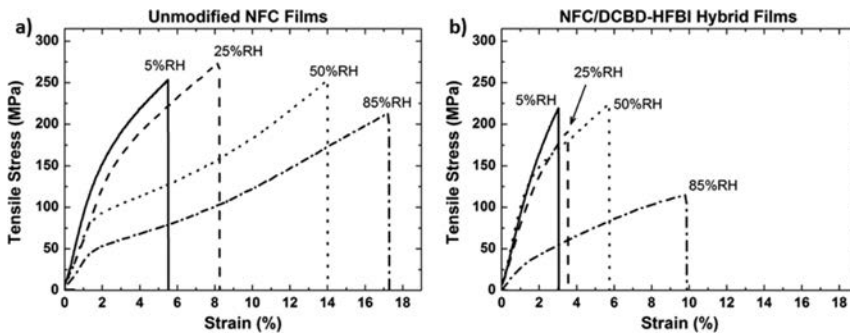 Unmodified NFC Films
a)
300
250
200
150
100
50
0
Tensile Stress (MPa)
5%RH
25%RH
50%RH
85%RH
0 2 4 6 8 10 12 14 16 18
Strain (%)
NFC/DCBD-HFBI Hybrid Films
b)
300
250
200
150
100
50
0
Tensile Stress (MPa)
5%RH
25%RH
50%RH
85%RH
0 2 4 6 8 10 12 14 16 18
Strain (%)